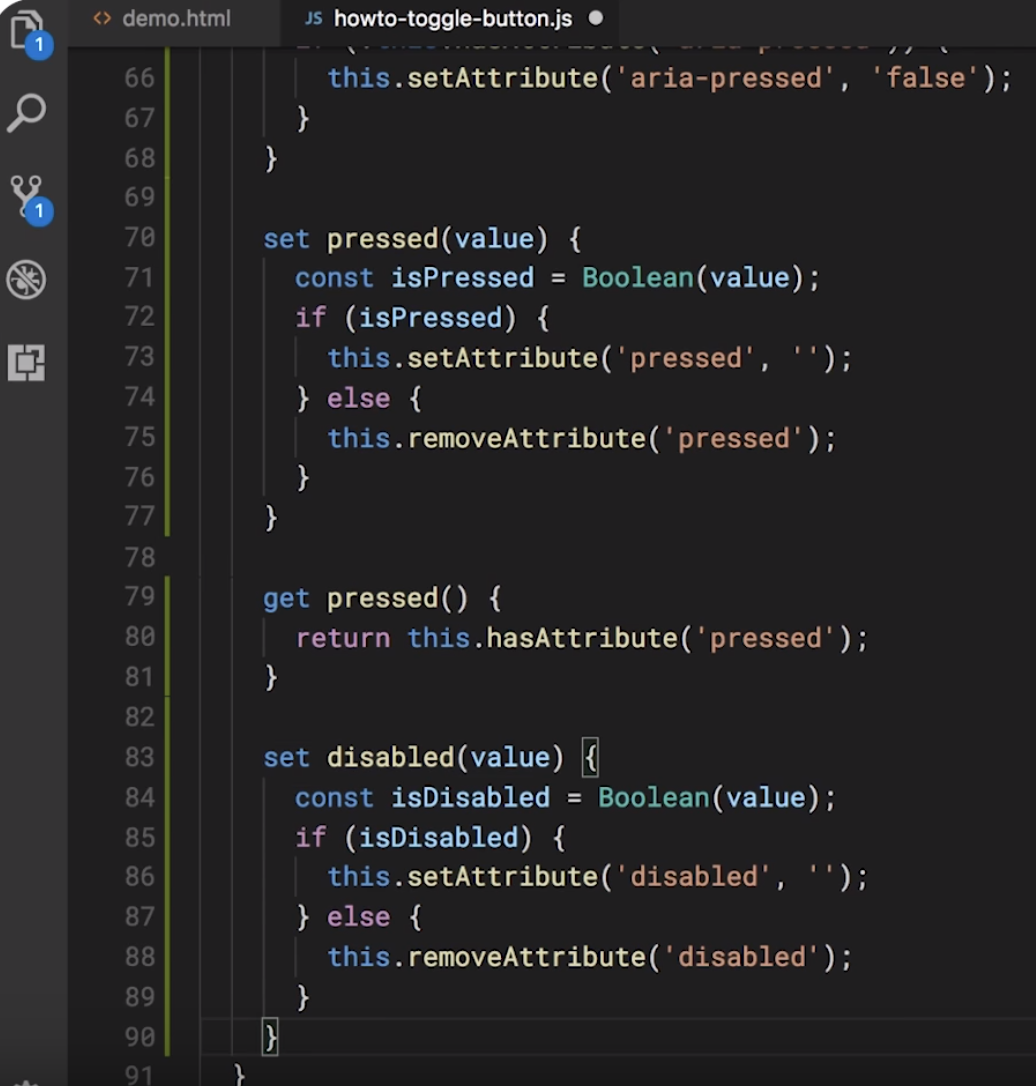 <> demo.html
JS howto-toggle-button.js
1
1
66 this.setAttribute('aria-pressed', 'false');
67 }
68 }
69
70 set pressed(value) {
71 const isPressed = Boolean(value);
72 if (isPressed) {
73 this.setAttribute('pressed', '');
74 } else {
75 this.removeAttribute('pressed');
76 }
77 }
78
79 get pressed() {
80 return this.hasAttribute('pressed');
81 }
82
83 set disabled(value) {
84 const isDisabled = Boolean(value);
85 if (isDisabled) {
86 this.setAttribute('disabled', '');
87 } else {
88 this.removeAttribute('disabled');
89 }
90 }
91 }